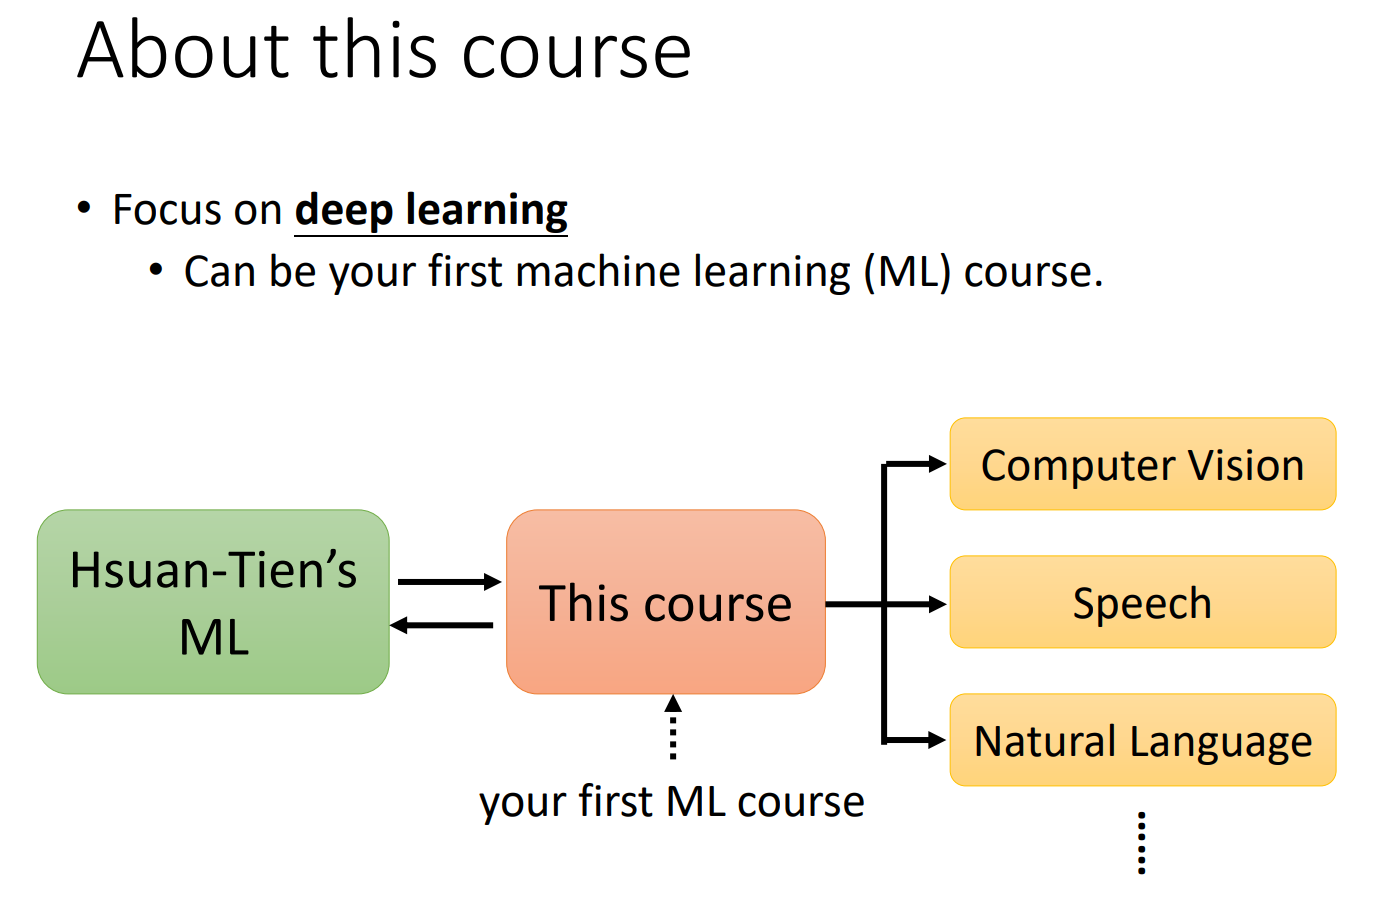 About this course
• Focus on deep learning
• Can be your first machine learning (ML) course.
Hsuan-Tien’s
ML
This course
your first ML course
Computer Vision
Speech
Natural Language